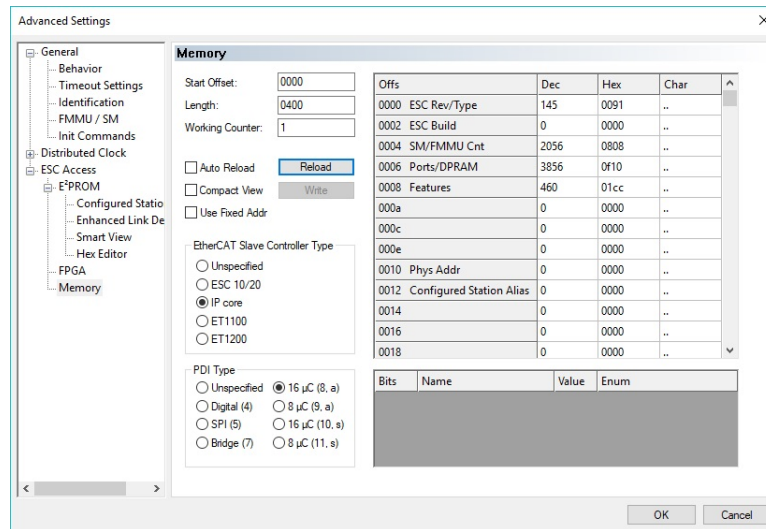 Advanced Settings
General
Behavior
Timeout Settings
Identification
FMMU / SM
Init Commands
Distributed Clock
ESC Access
E²PROM
Configured Statio
Enhanced Link De
Smart View
Hex Editor
FPGA
Memory
Memory
Start Offset: 0000
Length: 0400
Working Counter: 1
Auto Reload Reload
Compact View Write
Use Fixed Addr
EtherCAT Slave Controller Type
Unspecified
ESC 10/20
IP core
ET1100
ET1200
PDI Type
Unspecified 16 µC (8, a)
Digital (4) 8 µC (9, a)
SPI (5) 16 µC (10, s)
Bridge (7) 8 µC (11, s)
Offs Dec Hex Char
0000 ESC Rev/Type 145 0091 ..
0002 ESC Build 0 0000 ..
0004 SM/FMMU Cnt 2056 0808 ..
0006 Ports/DPRAM 3856 0f10 ..
0008 Features 460 01cc ..
000a 0 0000 ..
000c 0 0000 ..
000e 0 0000 ..
0010 Phys Addr 0 0000 ..
0012 Configured Station Alias 0 0000 ..
0014 0 0000 ..
0016 0 0000 ..
0018 0 0000 ..
Bits Name Value Enum
OK Cancel